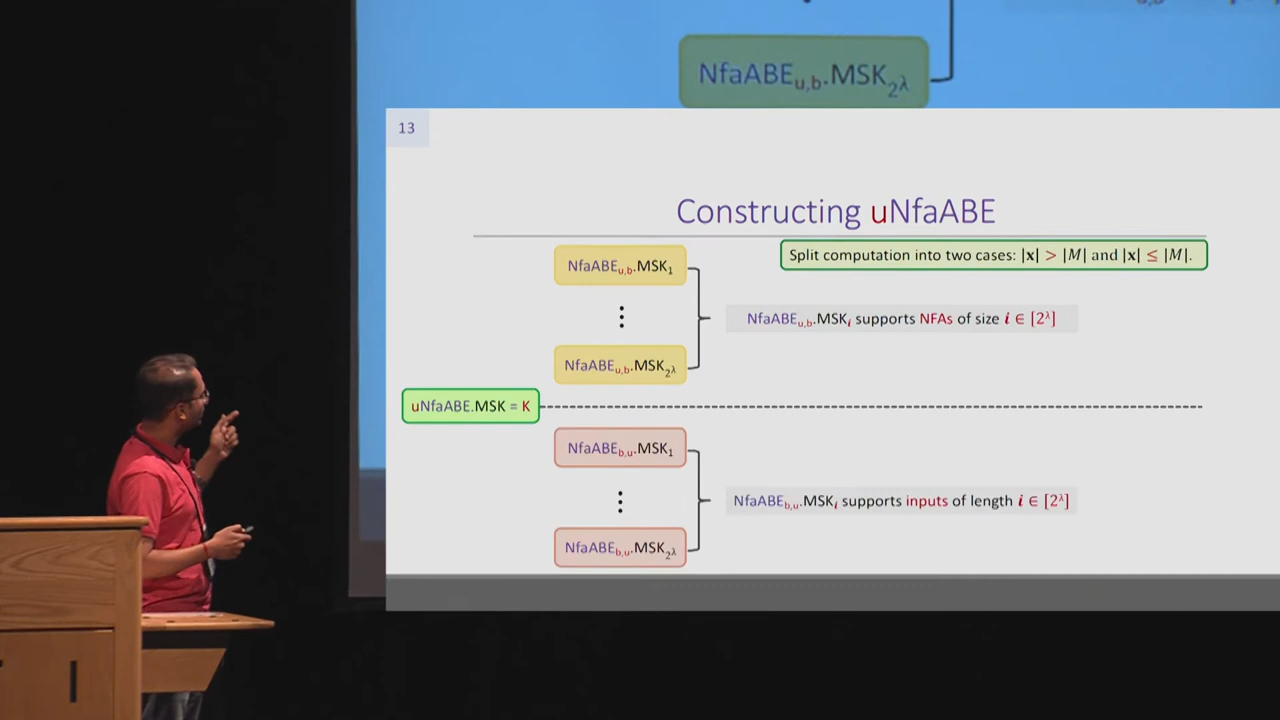 NfaABEu,b.MSK2λ
13
Constructing uNfaABE
Split computation into two cases: |x| > |M| and |x| ≤ |M|.
NfaABEu,b.MSK1
⋮
NfaABEu,b.MSKi supports NFAs of size i ∈ [2λ]
NfaABEu,b.MSK2λ
uNfaABE.MSK = K
NfaABEb,u.MSK1
⋮
NfaABEb,u.MSKi supports inputs of length i ∈ [2λ]
NfaABEb,u.MSK2λ